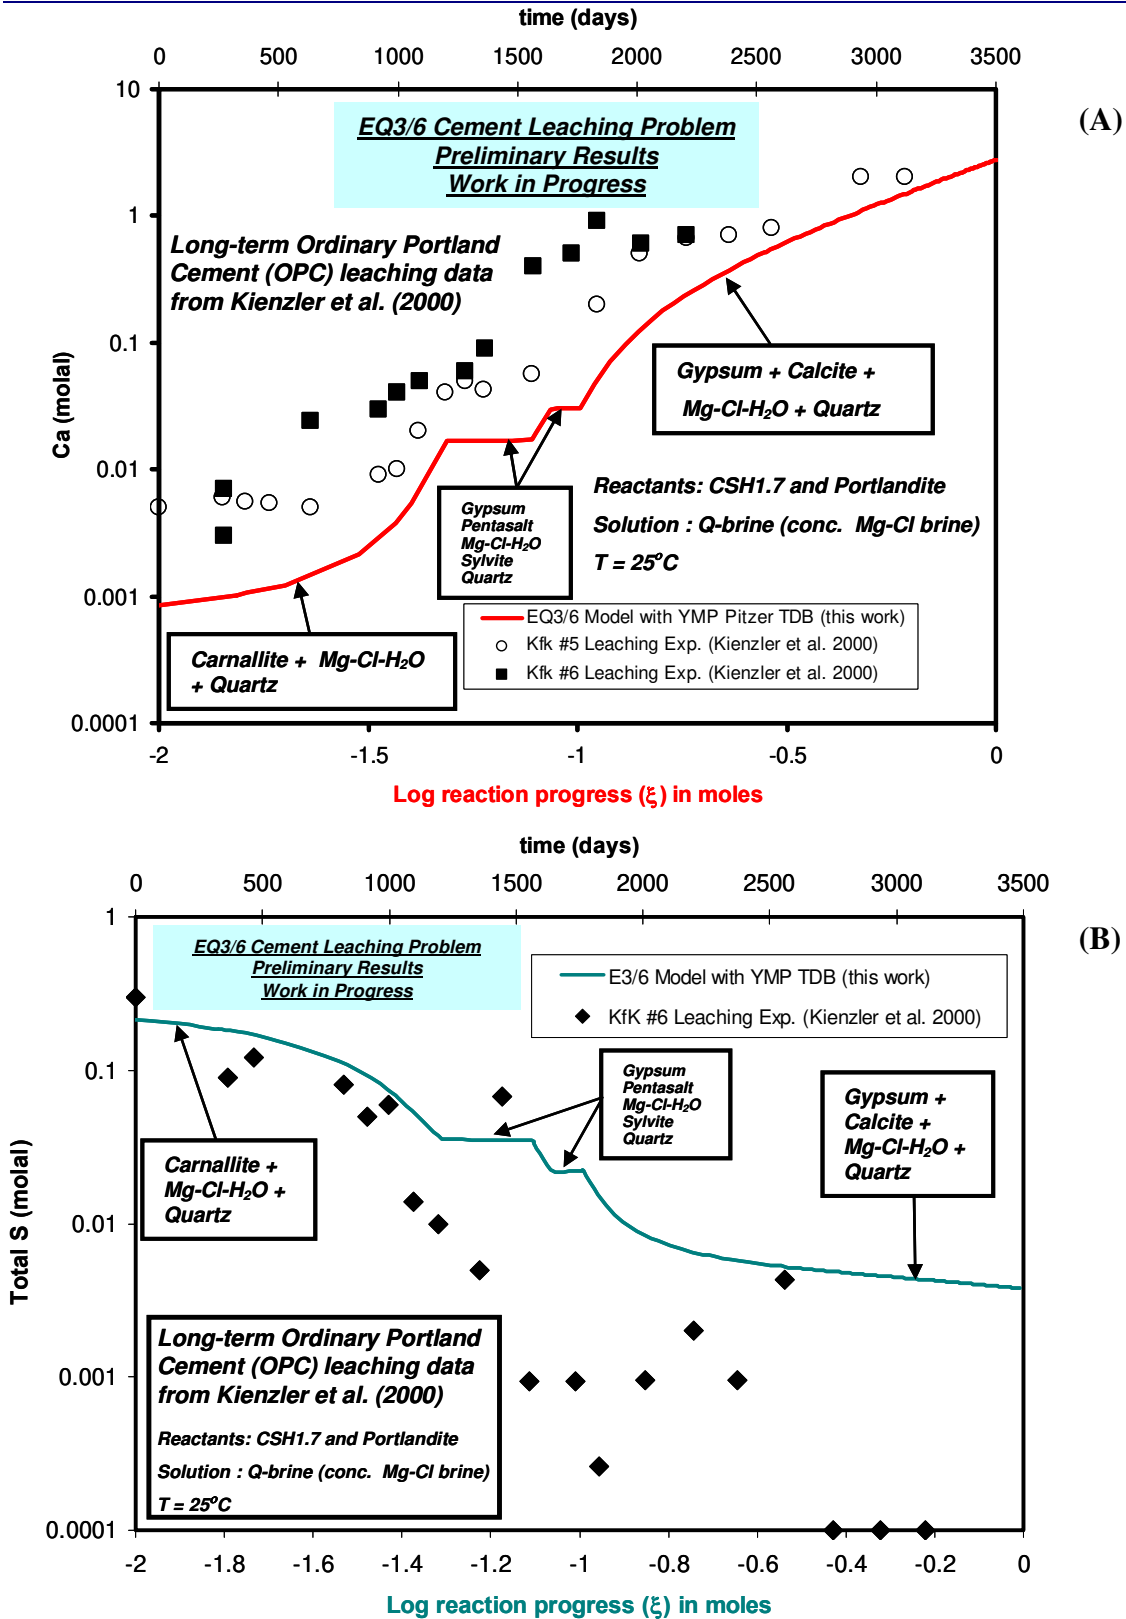 time (days)
0 500 1000 1500 2000 2500 3000 3500
(A)
10
1
0.1
0.01
0.001
0.0001
Ca (molal)
EQ3/6 Cement Leaching Problem
Preliminary Results
Work in Progress
Long-term Ordinary Portland
Cement (OPC) leaching data
from Kienzler et al. (2000)
Gypsum + Calcite +
Mg-Cl-H₂O + Quartz
Reactants: CSH1.7 and Portlandite
Solution : Q-brine (conc. Mg-Cl brine)
T = 25°C
Gypsum
Pentasalt
Mg-Cl-H₂O
Sylvite
Quartz
EQ3/6 Model with YMP Pitzer TDB (this work)
Kfk #5 Leaching Exp. (Kienzler et al. 2000)
Kfk #6 Leaching Exp. (Kienzler et al. 2000)
Carnallite + Mg-Cl-H₂O
+ Quartz
-2 -1.5 -1 -0.5 0
Log reaction progress (ξ) in moles
time (days)
0 500 1000 1500 2000 2500 3000 3500
(B)
1
0.1
0.01
0.001
0.0001
Total S (molal)
EQ3/6 Cement Leaching Problem
Preliminary Results
Work in Progress
E3/6 Model with YMP TDB (this work)
KfK #6 Leaching Exp. (Kienzler et al. 2000)
Gypsum
Pentasalt
Mg-Cl-H₂O
Sylvite
Quartz
Gypsum +
Calcite +
Mg-Cl-H₂O +
Quartz
Carnallite +
Mg-Cl-H₂O +
Quartz
Long-term Ordinary Portland
Cement (OPC) leaching data
from Kienzler et al. (2000)
Reactants: CSH1.7 and Portlandite
Solution : Q-brine (conc. Mg-Cl brine)
T = 25°C
-2 -1.8 -1.6 -1.4 -1.2 -1 -0.8 -0.6 -0.4 -0.2 0
Log reaction progress (ξ) in moles